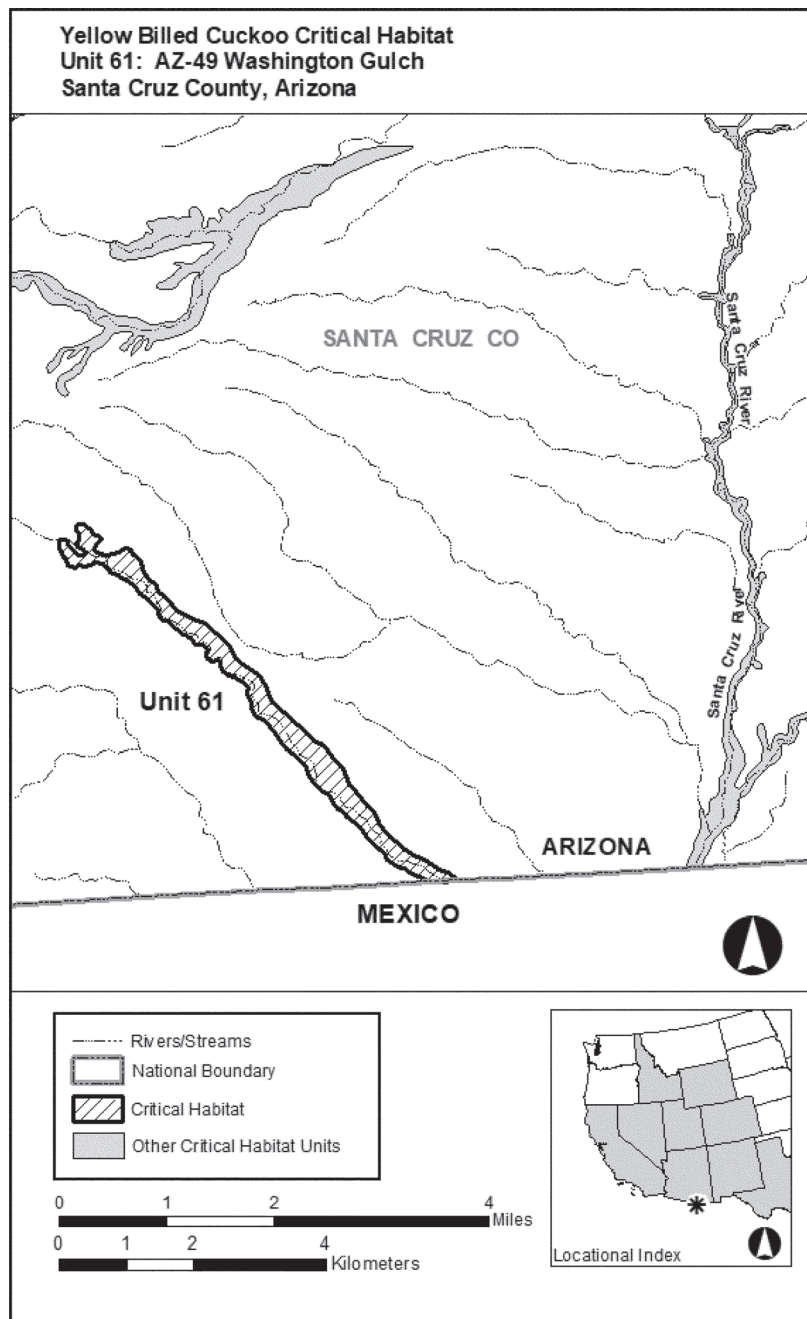 Yellow Billed Cuckoo Critical Habitat
Unit 61: AZ-49 Washington Gulch
Santa Cruz County, Arizona
Santa Cruz River
SANTA CRUZ CO
Santa Cruz River
Unit 61
ARIZONA
MEXICO
Rivers/Streams
National Boundary
Critical Habitat
Other Critical Habitat Units
0 1 2 4
Miles
0 1 2 4
Kilometers
Locational Index